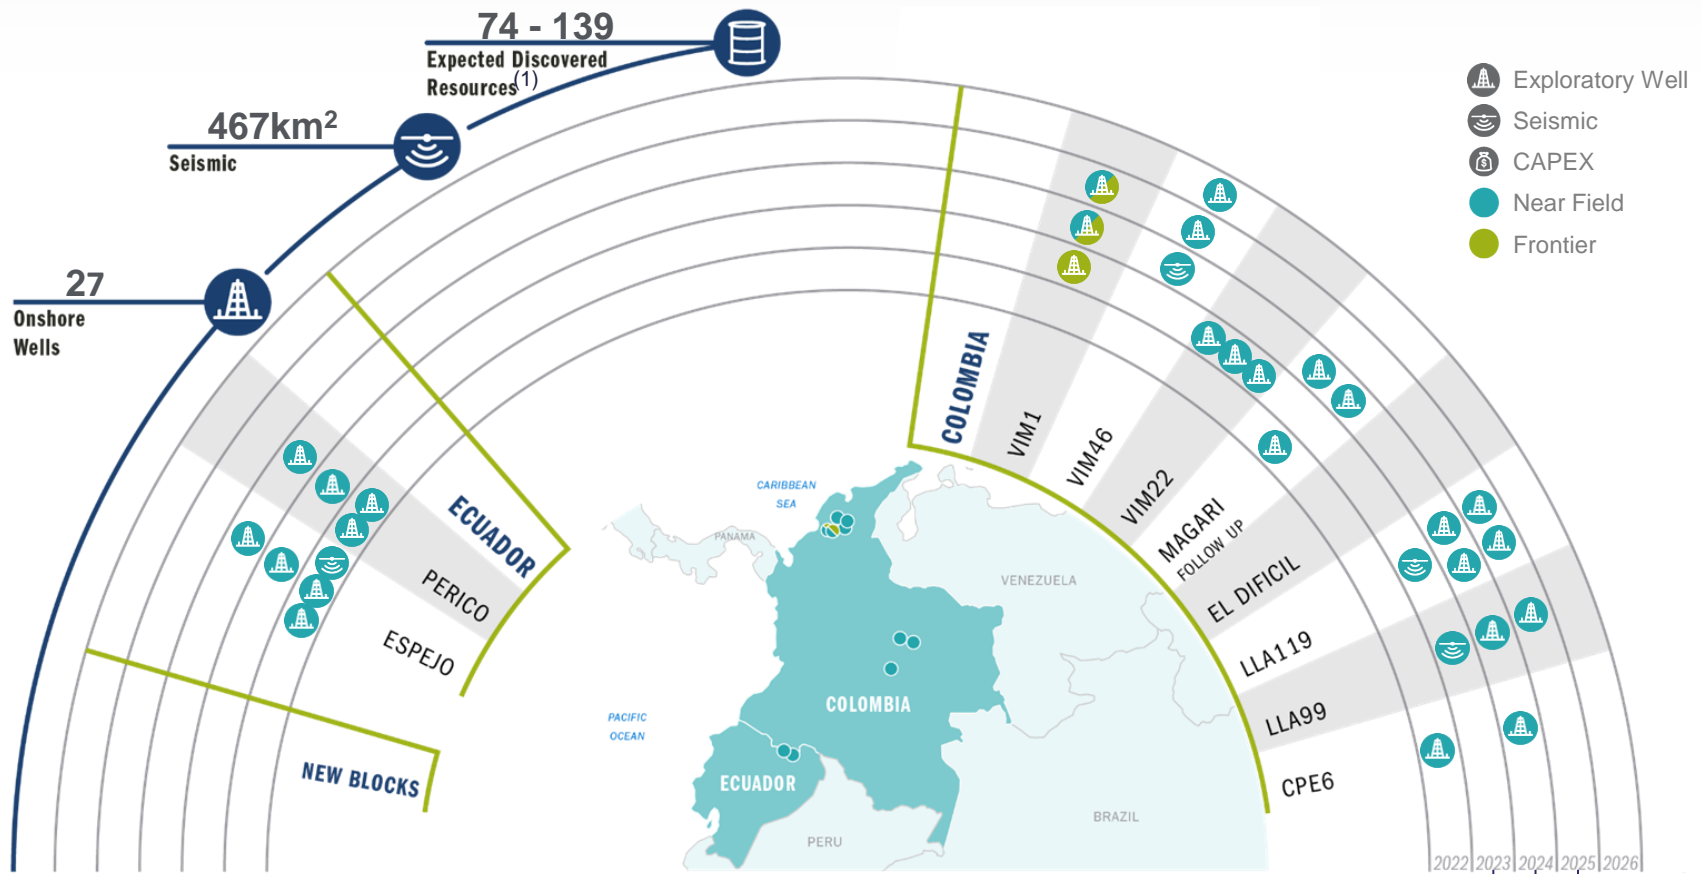 74 - 139
Expected Discovered
Resources(1)
467km2
Seismic
27
Onshore
Wells
Exploratory Well
Seismic
CAPEX
Near Field
Frontier
COLOMBIA
VIM1
VIM46
VIM22
MAGARI
FOLLOW UP
EL DIFICIL
LLA119
LLA99
CPE6
ECUADOR
PERICO
ESPEJO
NEW BLOCKS
CARIBBEAN
SEA
PANAMA
VENEZUELA
COLOMBIA
PACIFIC
OCEAN
ECUADOR
PERU
BRAZIL
2022 2023 2024 2025 2026